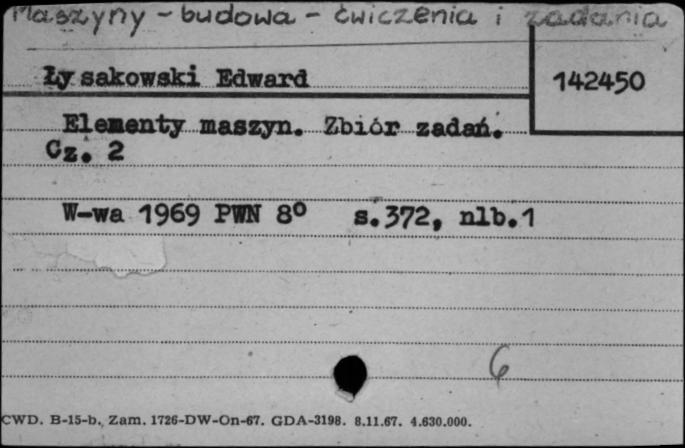 Maszyny - budowa - ćwiczenia i zadania
Łysakowski Edward
142450
Elementy maszyn. Zbiór zadań.
Cz. 2
W-wa 1969 PWN 8° s.372, nlb.1
6
CWD. B-15-b. Zam. 1726-DW-On-67. GDA-3198. 8.11.67. 4.630.000.